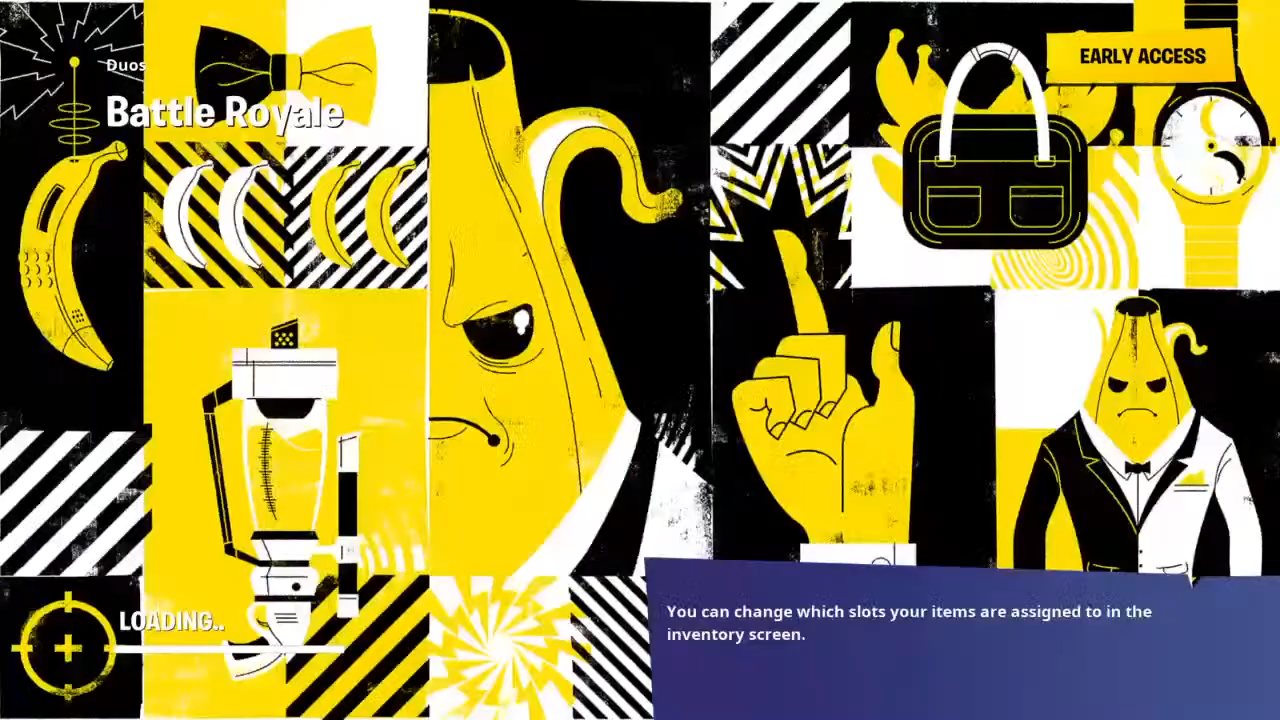 Duos
Battle Royale
EARLY ACCESS
LOADING..
You can change which slots your items are assigned to in the
inventory screen.